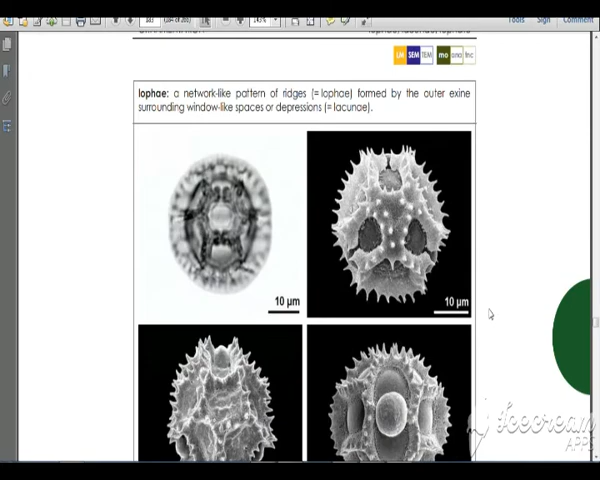 Tools Sign Comment
LM SEM TEM mo ana tnc
lophae: a network-like pattern of ridges (= lophae) formed by the outer exine
surrounding window-like spaces or depressions (= lacunae).
10 µm
10 µm
Icecream
APPS